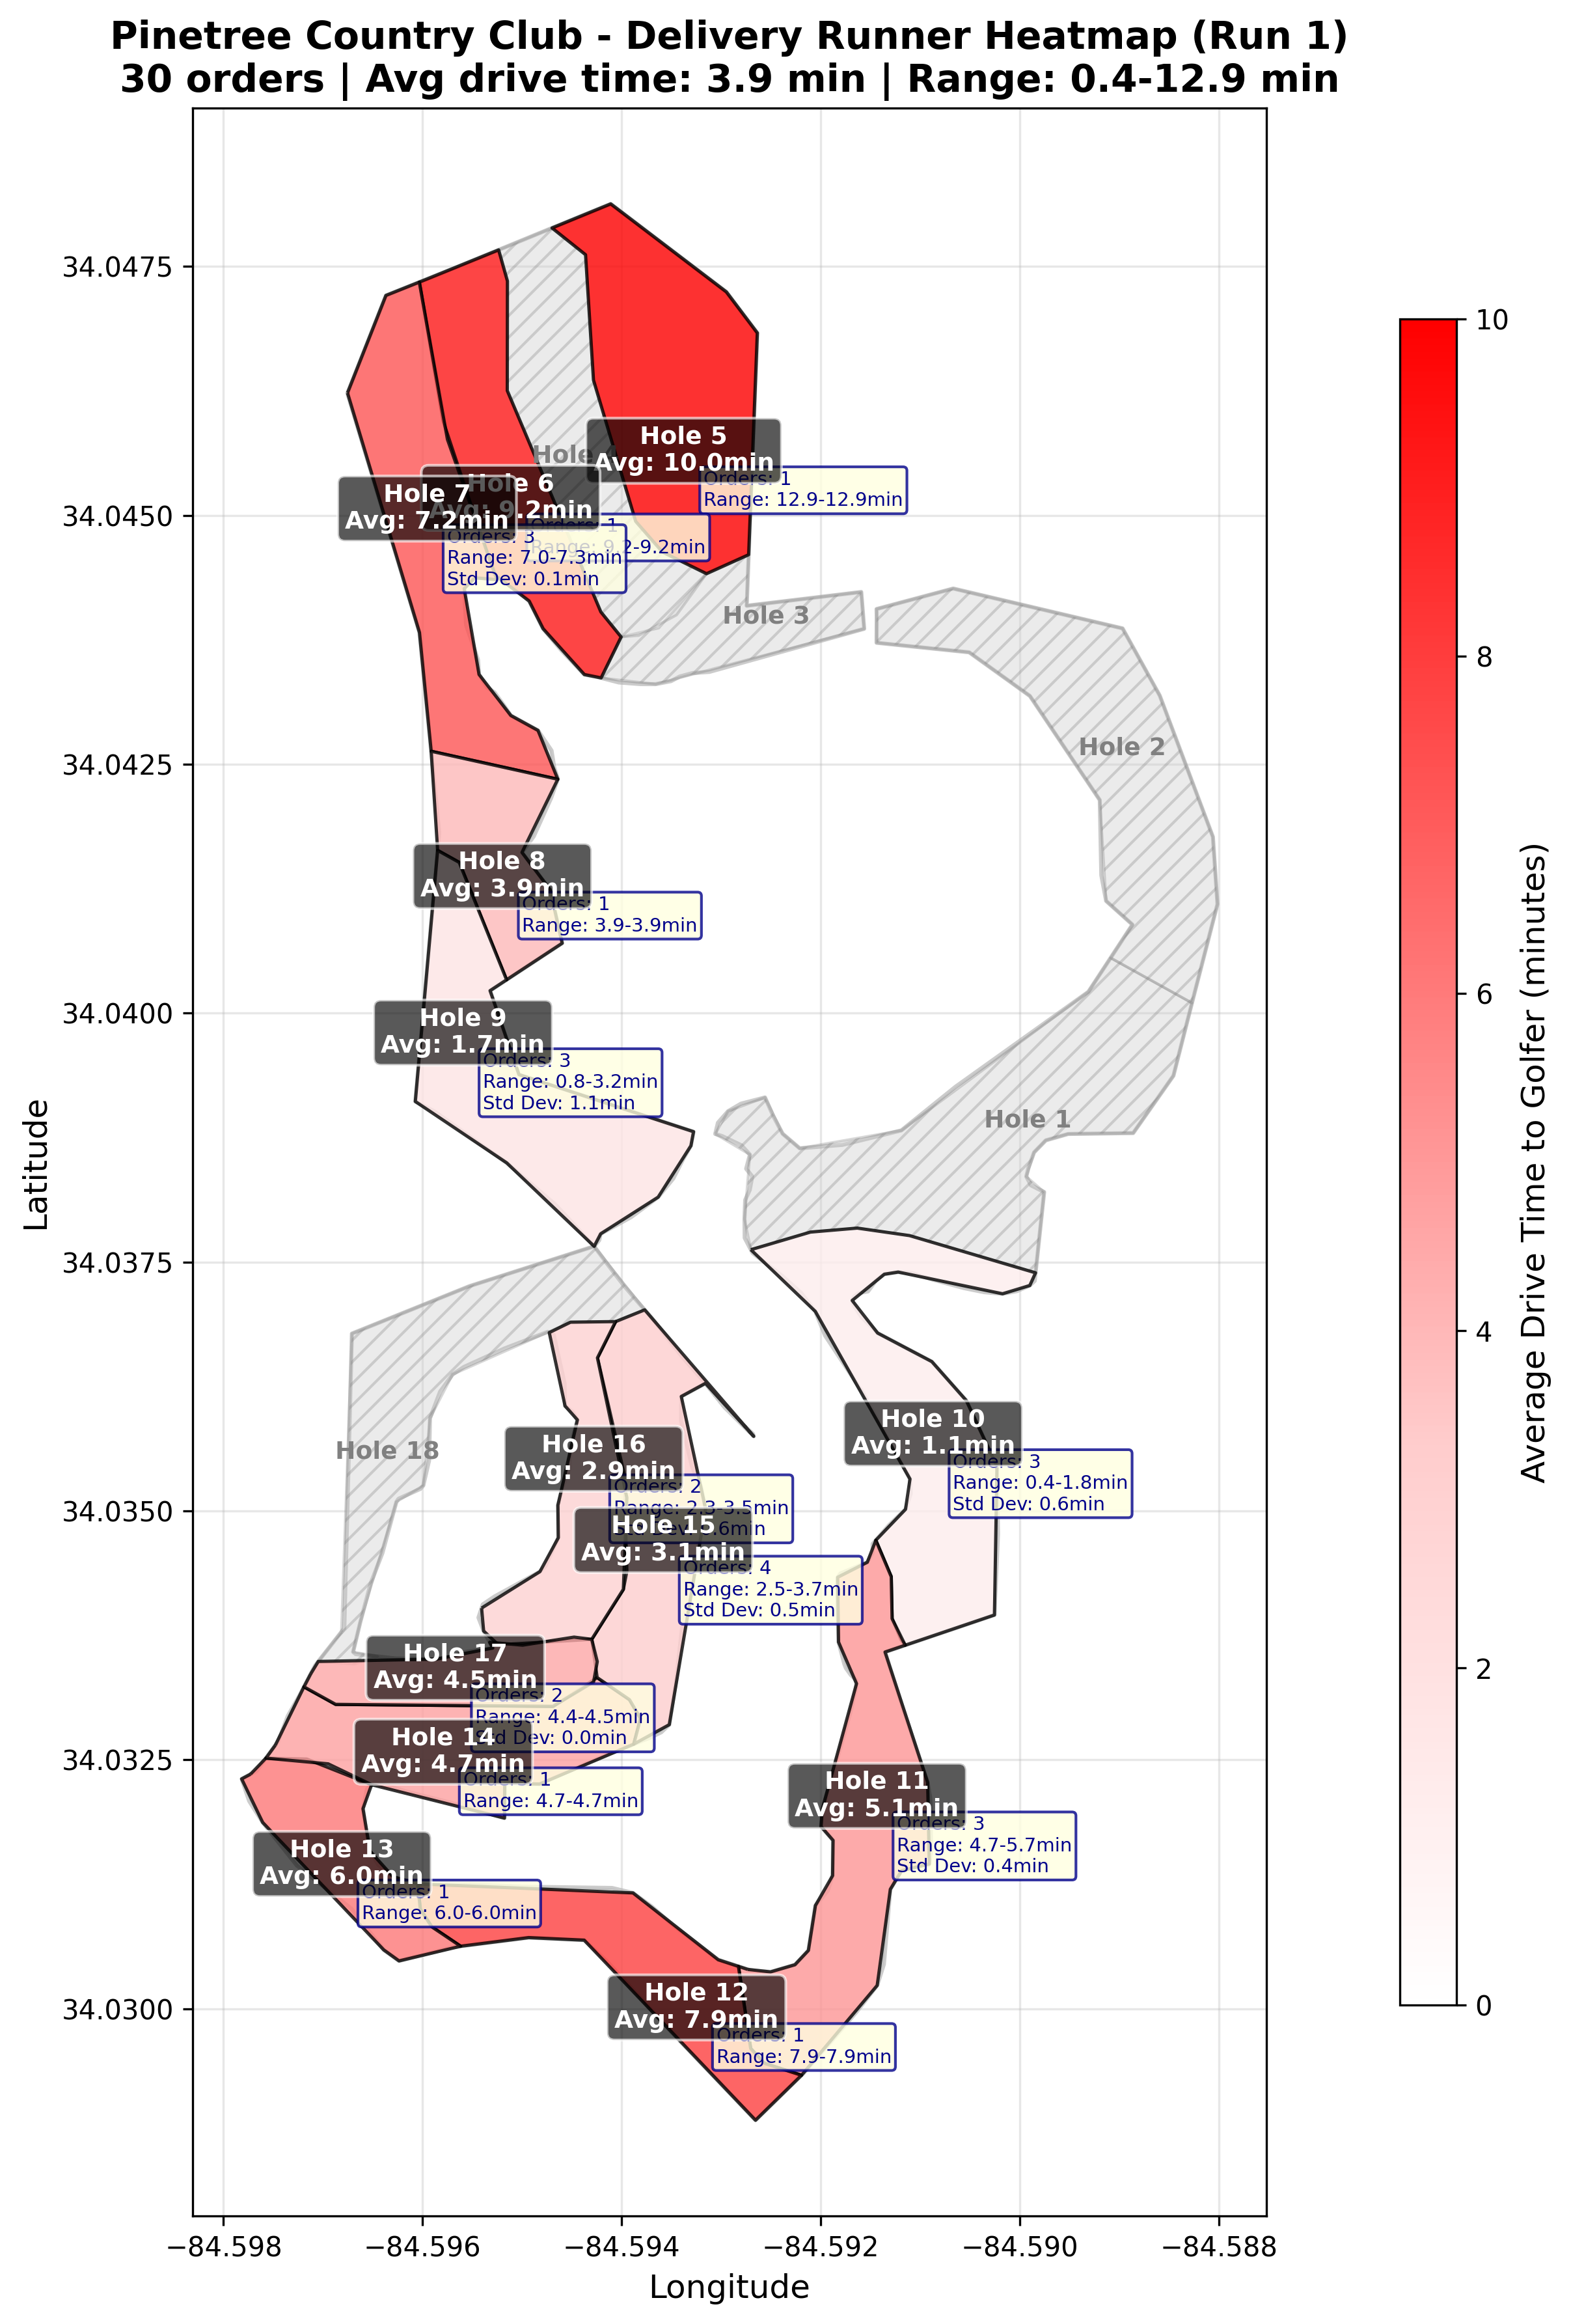 Pinetree Country Club - Delivery Runner Heatmap (Run 1)
30 orders | Avg drive time: 3.9 min | Range: 0.4-12.9 min
34.0475
34.0450
34.0425
34.0400
34.0375
34.0350
34.0325
34.0300
Latitude
−84.598
−84.596
−84.594
−84.592
−84.590
−84.588
Longitude
Hole 5
Avg: 10.0min
Orders: 1
Range: 12.9-12.9min
Hole
Hole 6
Avg: 9.2min
Orders: 1
Range: 9.2-9.2min
Hole 7
Avg: 7.2min
Orders: 3
Range: 7.0-7.3min
Std Dev: 0.1min
Hole 3
Hole 2
Hole 8
Avg: 3.9min
Orders: 1
Range: 3.9-3.9min
Hole 9
Avg: 1.7min
Orders: 3
Range: 0.8-3.2min
Std Dev: 1.1min
Hole 1
Hole 10
Avg: 1.1min
Orders: 3
Range: 0.4-1.8min
Std Dev: 0.6min
Hole 18
Hole 16
Avg: 2.9min
Orders: 2
Range: 2.3-3.5min
Std Dev: 0.6min
Hole 15
Avg: 3.1min
Orders: 4
Range: 2.5-3.7min
Std Dev: 0.5min
Hole 17
Avg: 4.5min
Orders: 2
Range: 4.4-4.5min
Std Dev: 0.0min
Hole 14
Avg: 4.7min
Orders: 1
Range: 4.7-4.7min
Hole 11
Avg: 5.1min
Orders: 3
Range: 4.7-5.7min
Std Dev: 0.4min
Hole 13
Avg: 6.0min
Orders: 1
Range: 6.0-6.0min
Hole 12
Avg: 7.9min
Orders: 1
Range: 7.9-7.9min
10
8
6
4
2
0
Average Drive Time to Golfer (minutes)